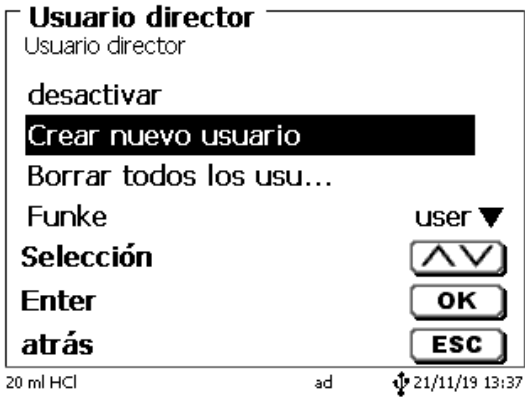 Usuario director
Usuario director
desactivar
Crear nuevo usuario
Borrar todos los usu...
Funke user
Selección
Enter OK
atrás ESC
20 ml HCl ad 21/11/19 13:37